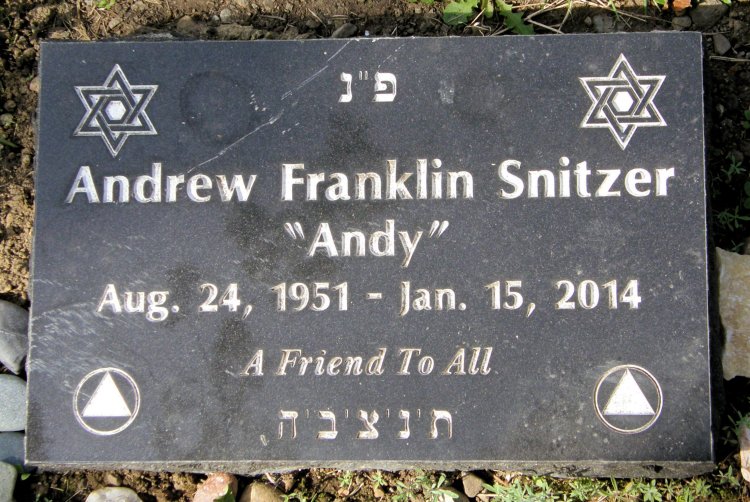 פ"נ
Andrew Franklin Snitzer
"Andy"
Aug. 24, 1951 - Jan. 15, 2014
A Friend To All
ת'נ'צ'ב'ה'